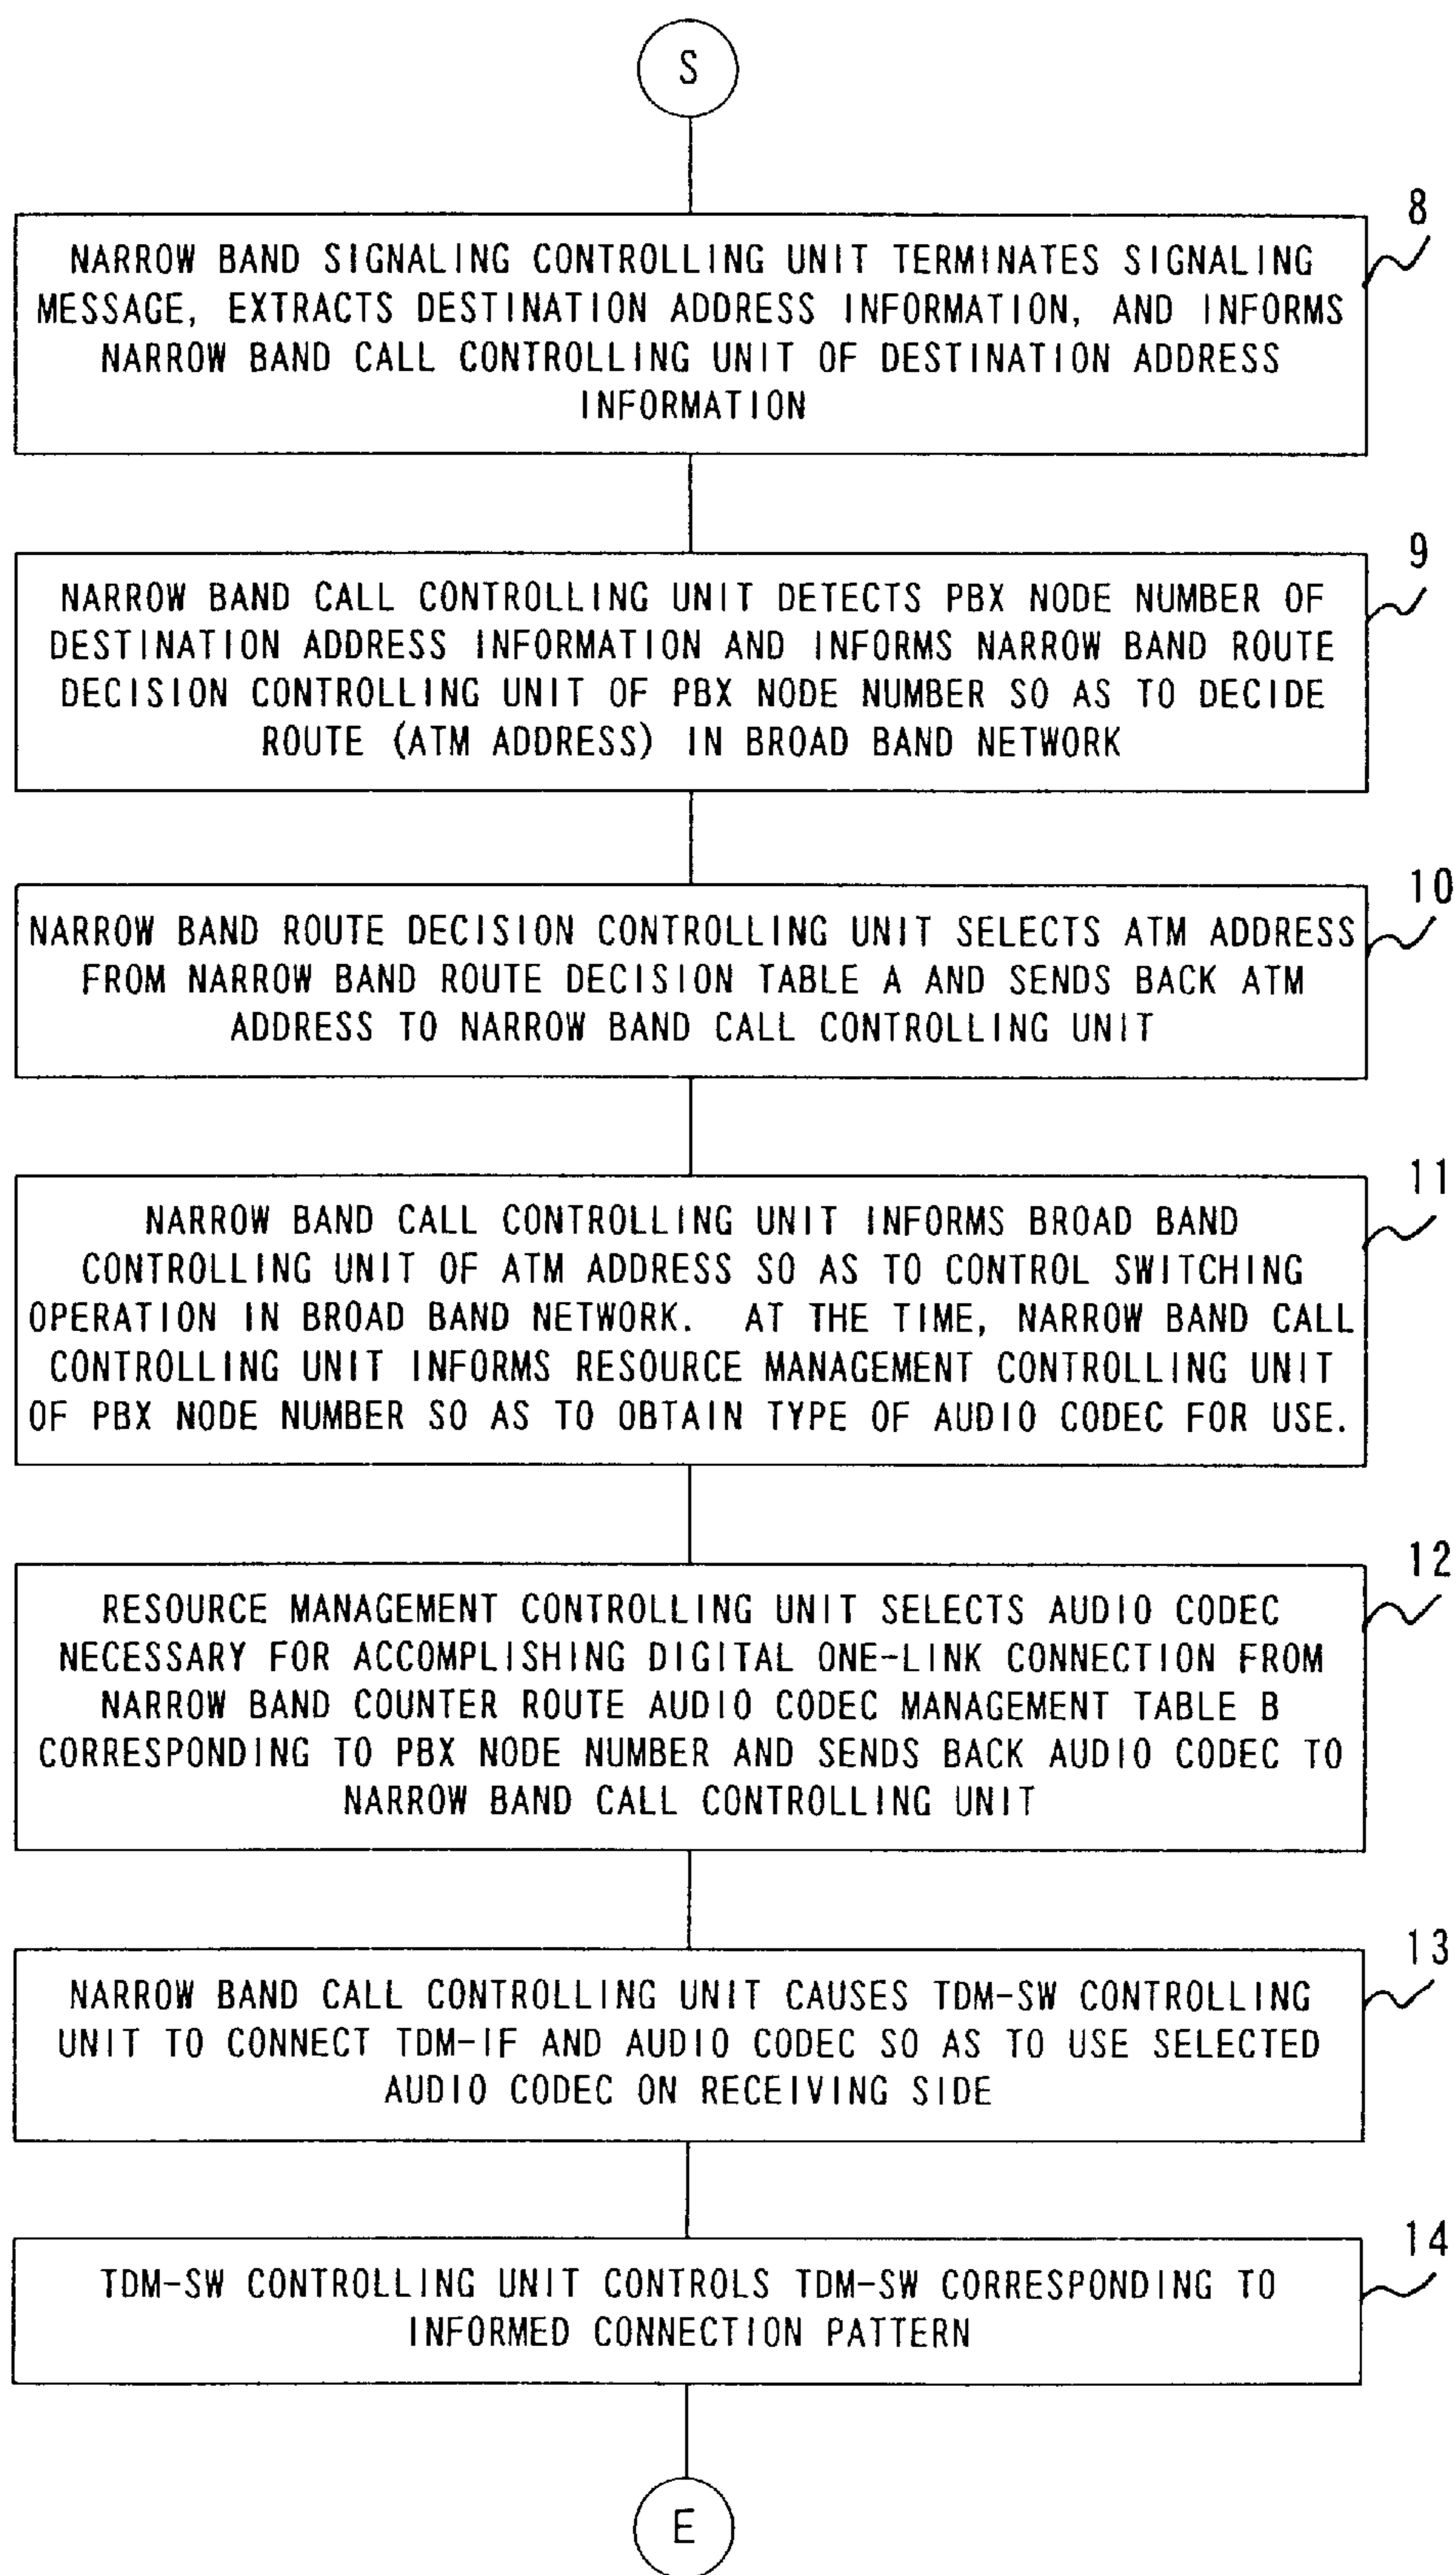 S
8
NARROW BAND SIGNALING CONTROLLING UNIT TERMINATES SIGNALING
MESSAGE, EXTRACTS DESTINATION ADDRESS INFORMATION, AND INFORMS
NARROW BAND CALL CONTROLLING UNIT OF DESTINATION ADDRESS
INFORMATION
9
NARROW BAND CALL CONTROLLING UNIT DETECTS PBX NODE NUMBER OF
DESTINATION ADDRESS INFORMATION AND INFORMS NARROW BAND ROUTE
DECISION CONTROLLING UNIT OF PBX NODE NUMBER SO AS TO DECIDE
ROUTE (ATM ADDRESS) IN BROAD BAND NETWORK
10
NARROW BAND ROUTE DECISION CONTROLLING UNIT SELECTS ATM ADDRESS
FROM NARROW BAND ROUTE DECISION TABLE A AND SENDS BACK ATM
ADDRESS TO NARROW BAND CALL CONTROLLING UNIT
11
NARROW BAND CALL CONTROLLING UNIT INFORMS BROAD BAND
CONTROLLING UNIT OF ATM ADDRESS SO AS TO CONTROL SWITCHING
OPERATION IN BROAD BAND NETWORK. AT THE TIME, NARROW BAND CALL
CONTROLLING UNIT INFORMS RESOURCE MANAGEMENT CONTROLLING UNIT
OF PBX NODE NUMBER SO AS TO OBTAIN TYPE OF AUDIO CODEC FOR USE.
12
RESOURCE MANAGEMENT CONTROLLING UNIT SELECTS AUDIO CODEC
NECESSARY FOR ACCOMPLISHING DIGITAL ONE-LINK CONNECTION FROM
NARROW BAND COUNTER ROUTE AUDIO CODEC MANAGEMENT TABLE B
CORRESPONDING TO PBX NODE NUMBER AND SENDS BACK AUDIO CODEC TO
NARROW BAND CALL CONTROLLING UNIT
13
NARROW BAND CALL CONTROLLING UNIT CAUSES TDM-SW CONTROLLING
UNIT TO CONNECT TDM-IF AND AUDIO CODEC SO AS TO USE SELECTED
AUDIO CODEC ON RECEIVING SIDE
14
TDM-SW CONTROLLING UNIT CONTROLS TDM-SW CORRESPONDING TO
INFORMED CONNECTION PATTERN
E